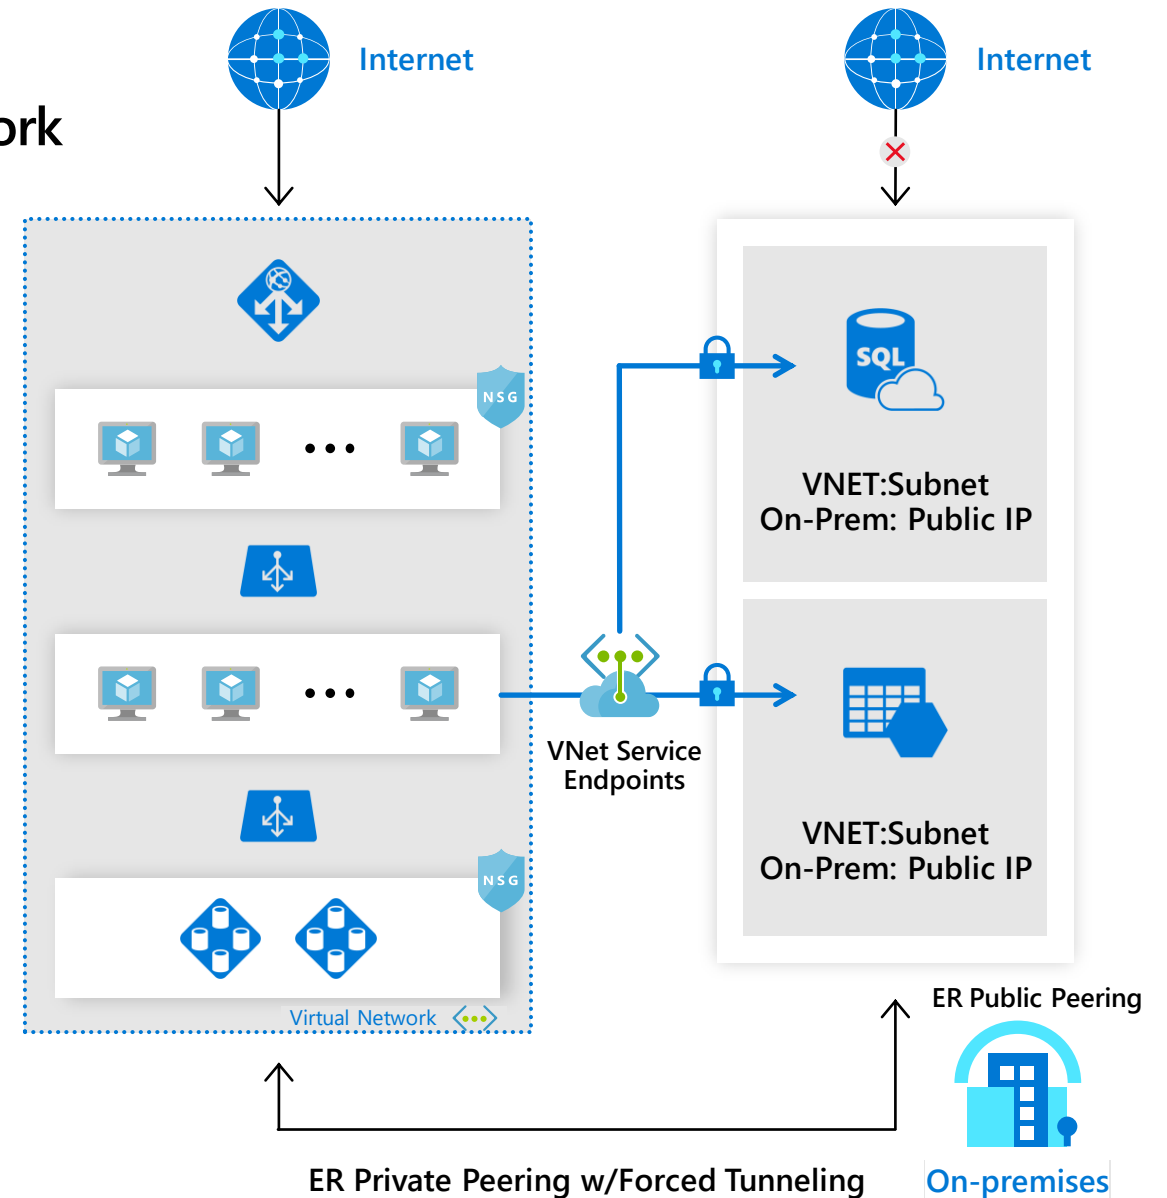 Internet
Internet
ork
NSG
SQL
VNET:Subnet
On-Prem: Public IP
VNet Service
Endpoints
VNET:Subnet
On-Prem: Public IP
NSG
Virtual Network
ER Public Peering
ER Private Peering w/Forced Tunneling
On-premises